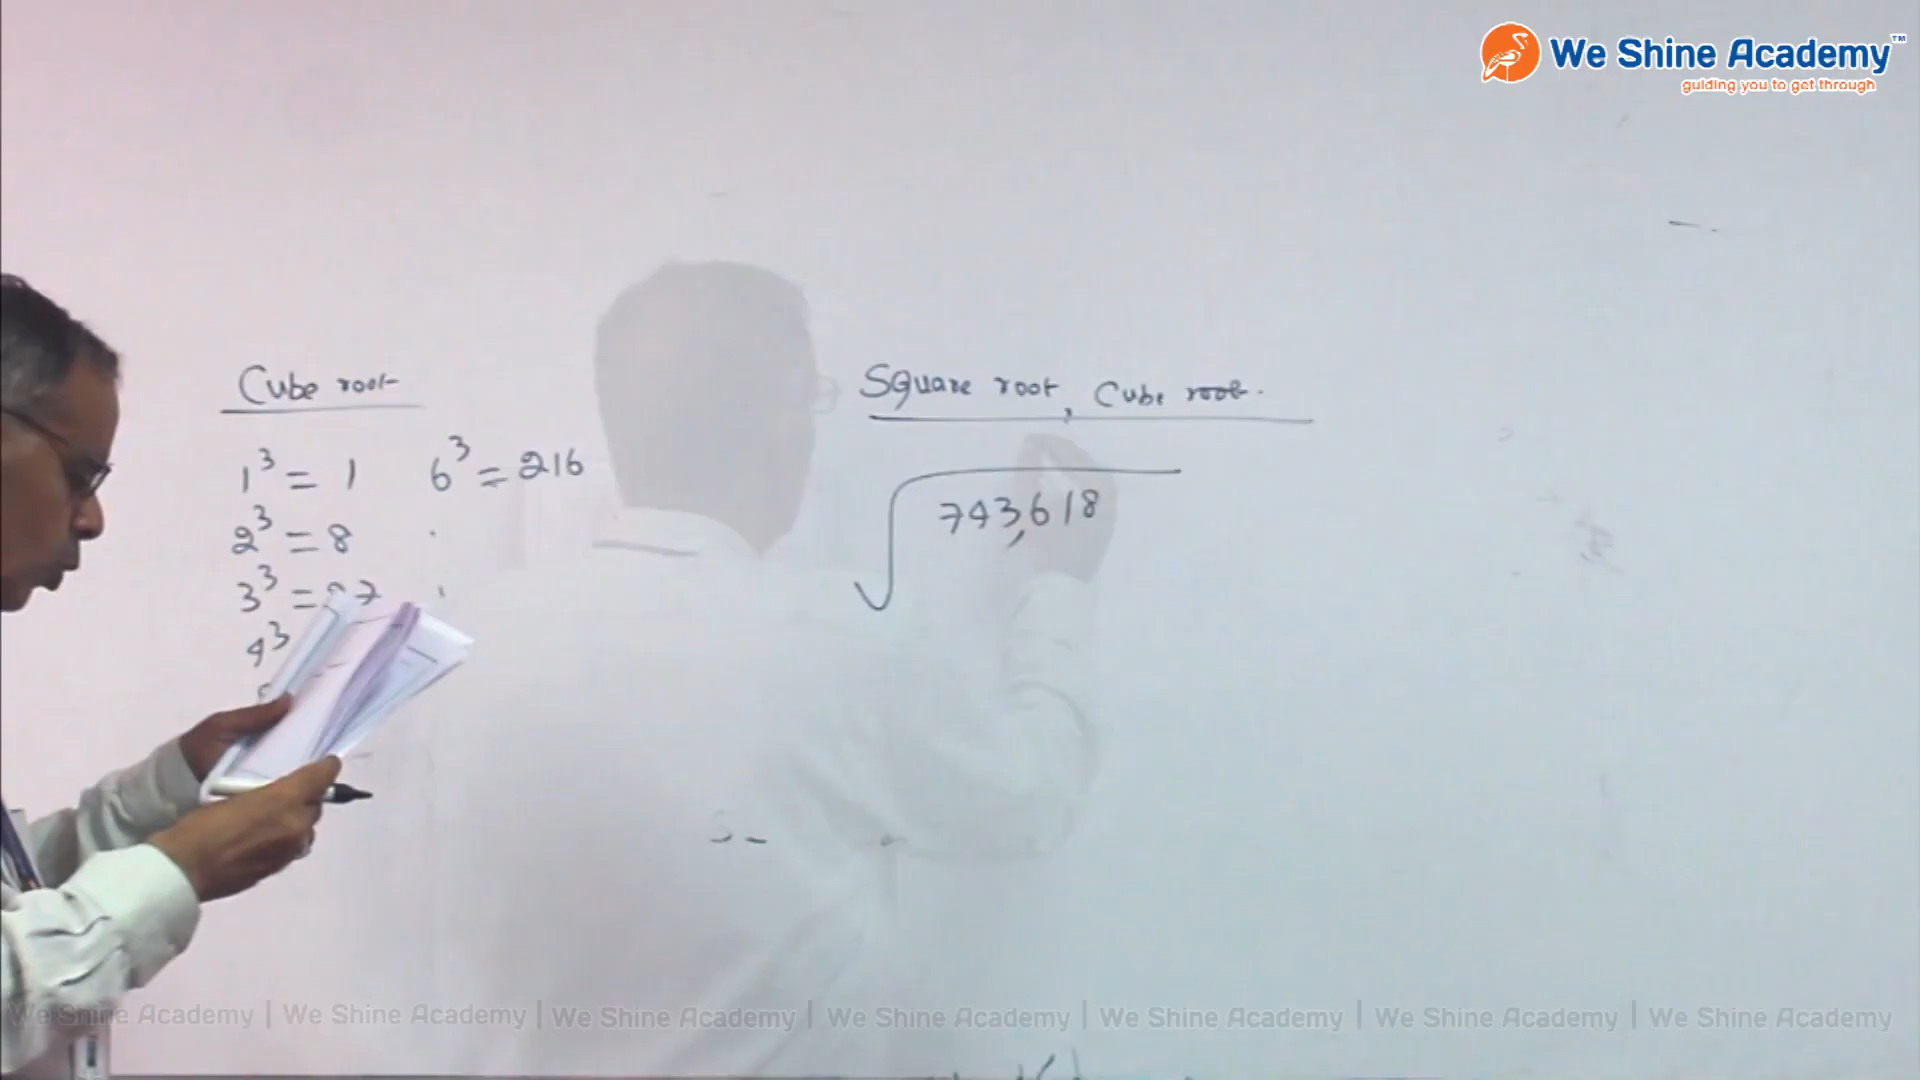 We Shine Academy™
guiding you to get through
Cube root
1³ = 1
6³ = 216
2³ = 8
3³ = 27
4³
Square root, Cube root.
√743,618
We Shine Academy | We Shine Academy | We Shine Academy | We Shine Academy | We Shine Academy | We Shine Academy | We Shine Academy